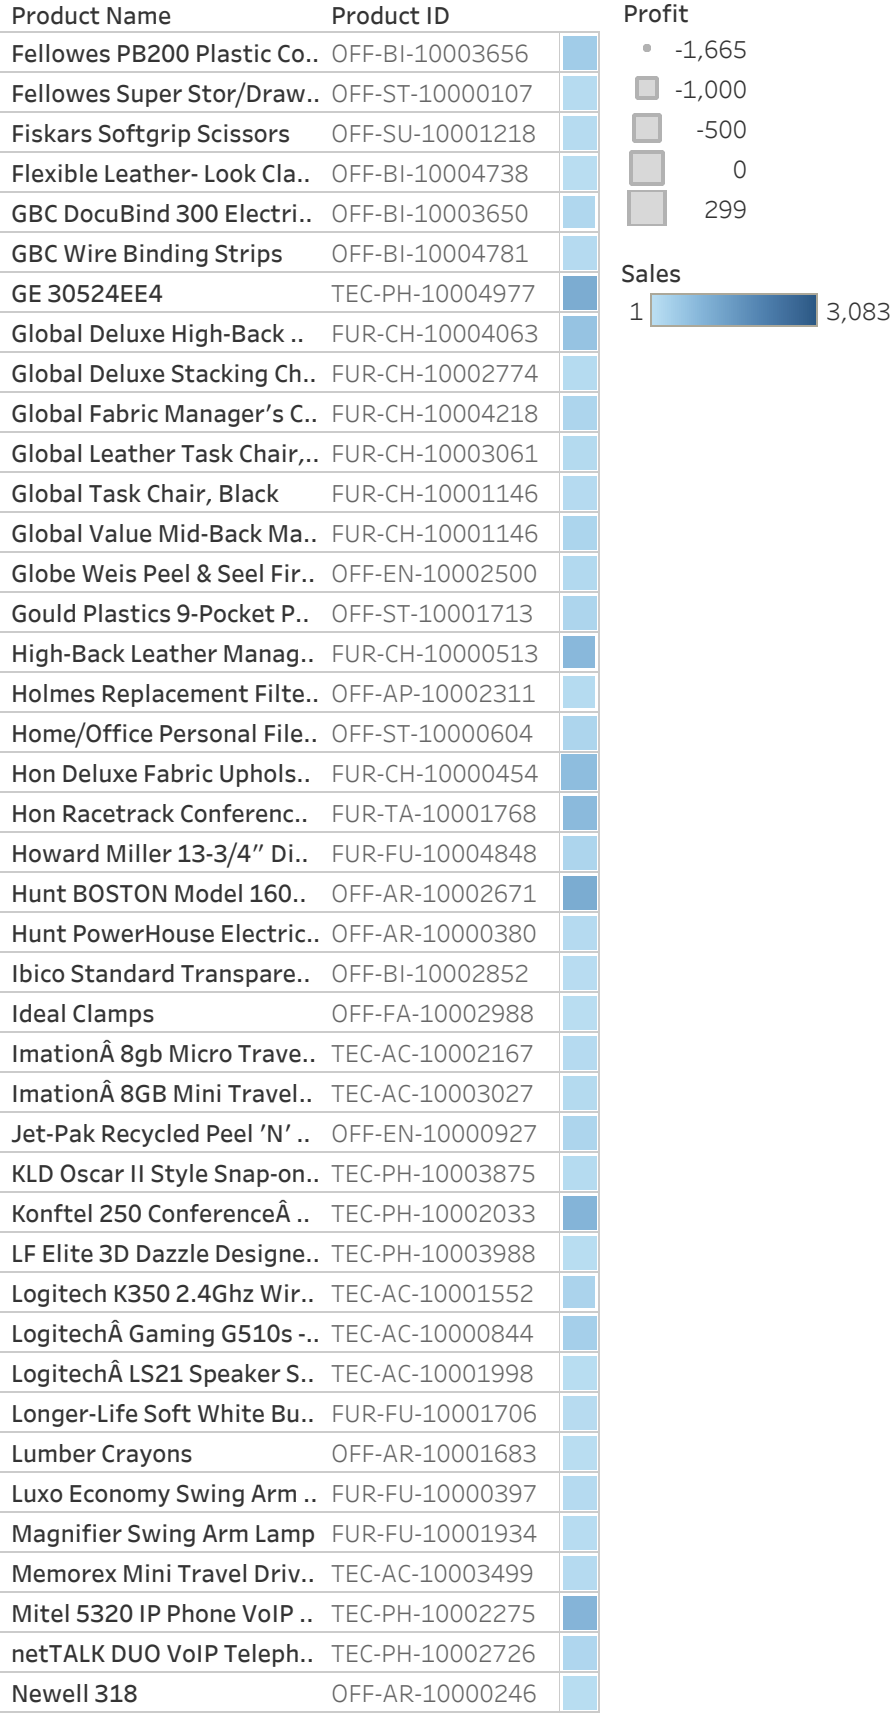 Product Name Product ID
Fellowes PB200 Plastic Co.. OFF-BI-10003656
Fellowes Super Stor/Draw.. OFF-ST-10000107
Fiskars Softgrip Scissors OFF-SU-10001218
Flexible Leather- Look Cla.. OFF-BI-10004738
GBC DocuBind 300 Electri.. OFF-BI-10003650
GBC Wire Binding Strips OFF-BI-10004781
GE 30524EE4 TEC-PH-10004977
Global Deluxe High-Back .. FUR-CH-10004063
Global Deluxe Stacking Ch.. FUR-CH-10002774
Global Fabric Manager’s C.. FUR-CH-10004218
Global Leather Task Chair,.. FUR-CH-10003061
Global Task Chair, Black FUR-CH-10001146
Global Value Mid-Back Ma.. FUR-CH-10001146
Globe Weis Peel & Seel Fir.. OFF-EN-10002500
Gould Plastics 9-Pocket P.. OFF-ST-10001713
High-Back Leather Manag.. FUR-CH-10000513
Holmes Replacement Filte.. OFF-AP-10002311
Home/Office Personal File.. OFF-ST-10000604
Hon Deluxe Fabric Uphols.. FUR-CH-10000454
Hon Racetrack Conferenc.. FUR-TA-10001768
Howard Miller 13-3/4” Di.. FUR-FU-10004848
Hunt BOSTON Model 160.. OFF-AR-10002671
Hunt PowerHouse Electric.. OFF-AR-10000380
Ibico Standard Transpare.. OFF-BI-10002852
Ideal Clamps OFF-FA-10002988
ImationÂ 8gb Micro Trave.. TEC-AC-10002167
ImationÂ 8GB Mini Travel.. TEC-AC-10003027
Jet-Pak Recycled Peel ’N’ .. OFF-EN-10000927
KLD Oscar II Style Snap-on.. TEC-PH-10003875
Konftel 250 ConferenceÂ .. TEC-PH-10002033
LF Elite 3D Dazzle Designe.. TEC-PH-10003988
Logitech K350 2.4Ghz Wir.. TEC-AC-10001552
LogitechÂ Gaming G510s -.. TEC-AC-10000844
LogitechÂ LS21 Speaker S.. TEC-AC-10001998
Longer-Life Soft White Bu.. FUR-FU-10001706
Lumber Crayons OFF-AR-10001683
Luxo Economy Swing Arm .. FUR-FU-10000397
Magnifier Swing Arm Lamp FUR-FU-10001934
Memorex Mini Travel Driv.. TEC-AC-10003499
Mitel 5320 IP Phone VoIP .. TEC-PH-10002275
netTALK DUO VoIP Teleph.. TEC-PH-10002726
Newell 318 OFF-AR-10000246
Profit
-1,665
-1,000
-500
0
299
Sales
1 3,083